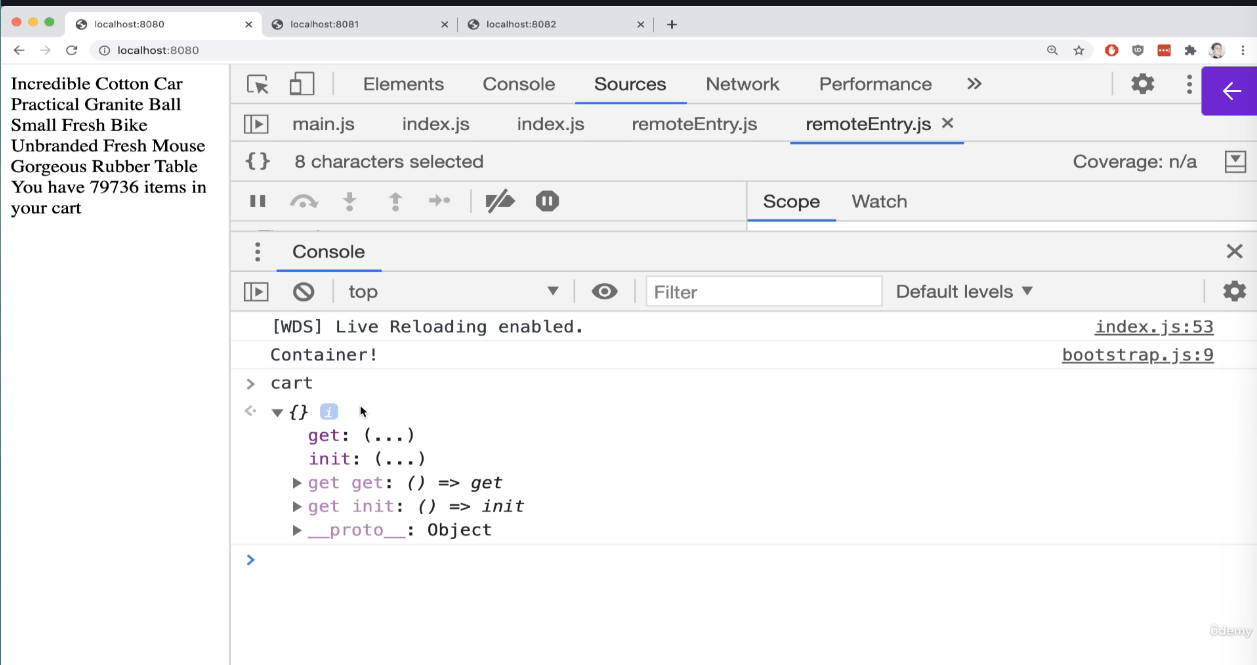 localhost:8080
localhost:8081
localhost:8082
localhost:8080
Incredible Cotton Car
Practical Granite Ball
Small Fresh Bike
Unbranded Fresh Mouse
Gorgeous Rubber Table
You have 79736 items in
your cart
Elements Console Sources Network Performance
main.js index.js index.js remoteEntry.js remoteEntry.js
{} 8 characters selected Coverage: n/a
Scope Watch
Console
top Filter Default levels
[WDS] Live Reloading enabled. index.js:53
Container! bootstrap.js:9
> cart
{} i
get: (...)
init: (...)
get get: () => get
get init: () => init
__proto__: Object
>
ûdemy